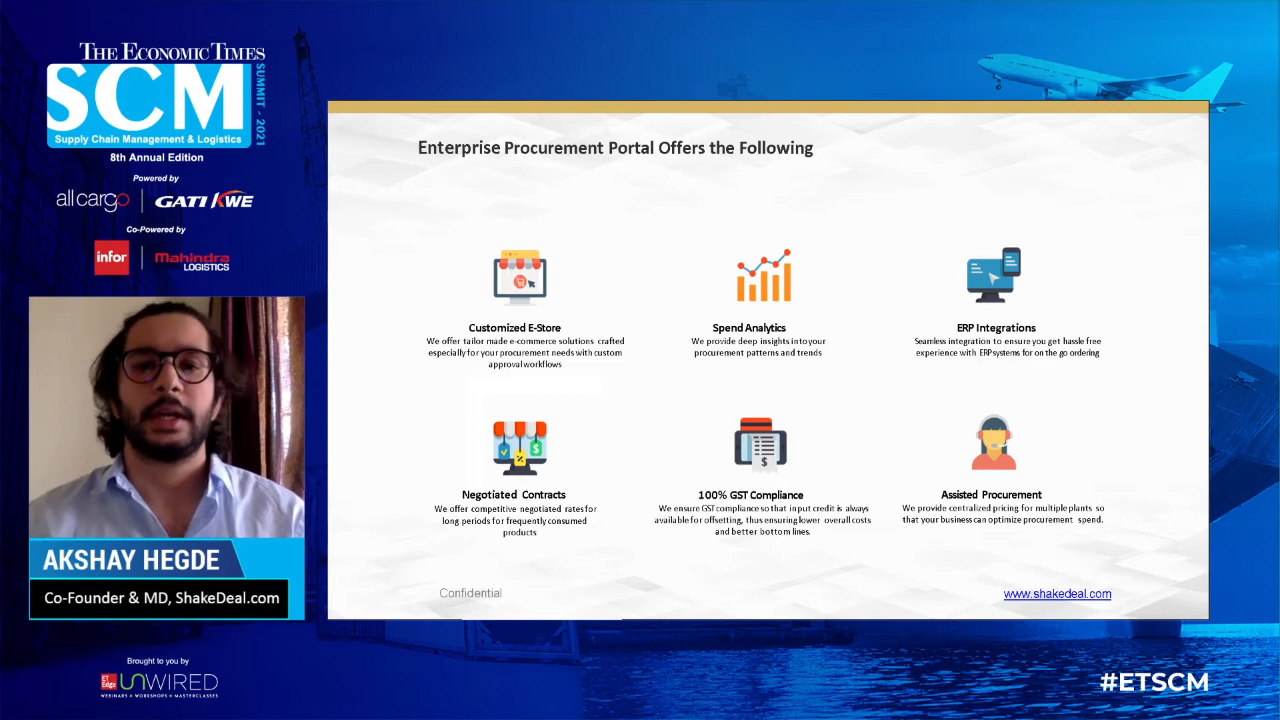 THE ECONOMIC TIMES
SCM
SUMMIT - 2021
Supply Chain Management & Logistics
8th Annual Edition
Powered by
allcargo
GATI KWE
Co-Powered by
infor
Mahindra
LOGISTICS
AKSHAY HEGDE
Co-Founder & MD, ShakeDeal.com
Brought to you by
ET Edge
UNWIRED
WEBINARS • WORKSHOPS • MASTERCLASSES
Enterprise Procurement Portal Offers the Following
Customized E-Store
We offer tailor made e-commerce solutions crafted
especially for your procurement needs with custom
approval workflows
Spend Analytics
We provide deep insights into your
procurement patterns and trends
ERP Integrations
Seamless integration to ensure you get hassle free
experience with ERP systems for on the go ordering
Negotiated Contracts
We offer competitive negotiated rates for
long periods for frequently consumed
products
100% GST Compliance
We ensure GST compliance so that input credit is always
available for offsetting, thus ensuring lower overall costs
and better bottom lines.
Assisted Procurement
We provide centralized pricing for multiple plants so
that your business can optimize procurement spend.
Confidential
www.shakedeal.com
#ETSCM